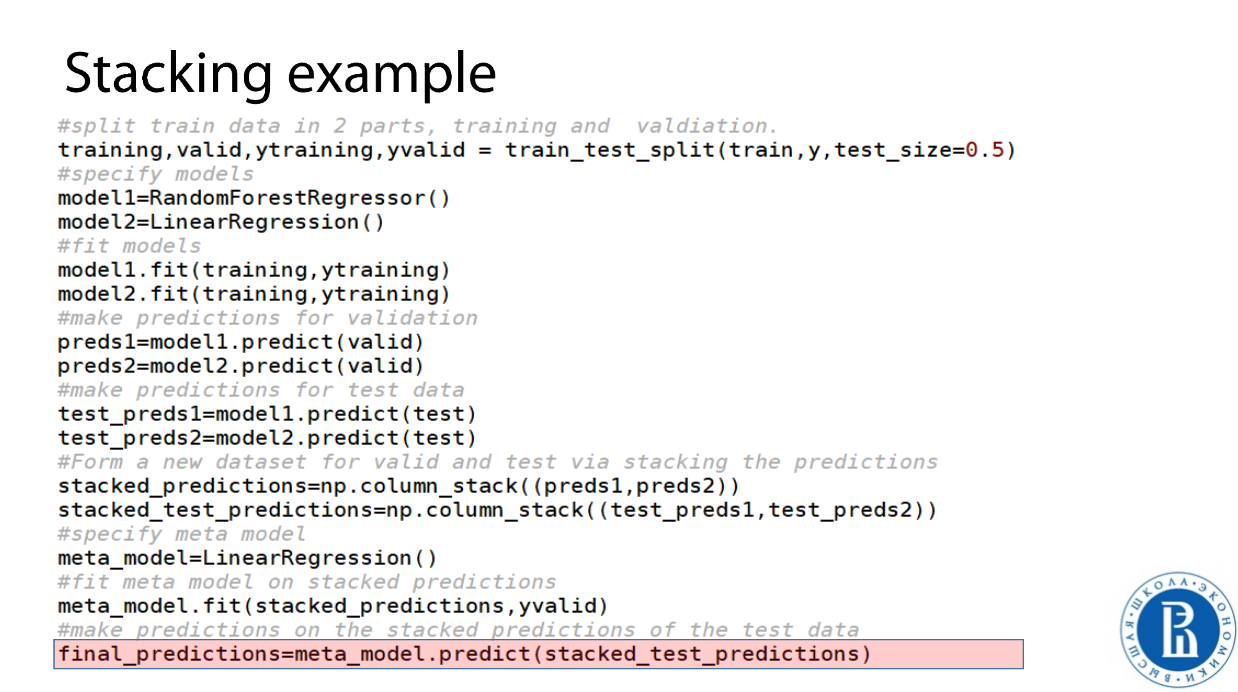 Stacking example
#split train data in 2 parts, training and  valdiation.
training,valid,ytraining,yvalid = train_test_split(train,y,test_size=0.5)
#specify models
model1=RandomForestRegressor()
model2=LinearRegression()
#fit models
model1.fit(training,ytraining)
model2.fit(training,ytraining)
#make predictions for validation
preds1=model1.predict(valid)
preds2=model2.predict(valid)
#make predictions for test data
test_preds1=model1.predict(test)
test_preds2=model2.predict(test)
#Form a new dataset for valid and test via stacking the predictions
stacked_predictions=np.column_stack((preds1,preds2))
stacked_test_predictions=np.column_stack((test_preds1,test_preds2))
#specify meta model
meta_model=LinearRegression()
#fit meta model on stacked predictions
meta_model.fit(stacked_predictions,yvalid)
#make predictions on the stacked predictions of the test data
final_predictions=meta_model.predict(stacked_test_predictions)
ВЫСШАЯ · ШКОЛА · ЭКОНОМИКИ ·